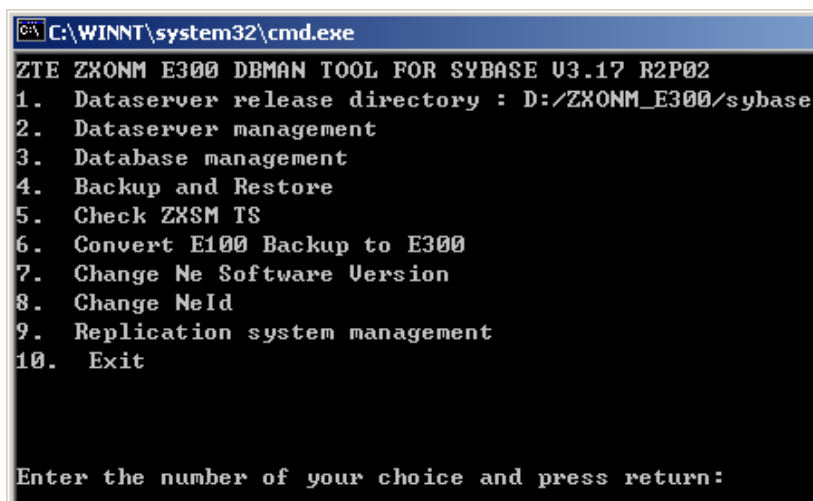 C:\WINNT\system32\cmd.exe
ZTE ZXONM E300 DBMAN TOOL FOR SYBASE V3.17 R2P02
1. Dataserver release directory : D:/ZXONM_E300/sybase
2. Dataserver management
3. Database management
4. Backup and Restore
5. Check ZXSM TS
6. Convert E100 Backup to E300
7. Change Ne Software Version
8. Change NeId
9. Replication system management
10. Exit
Enter the number of your choice and press return: